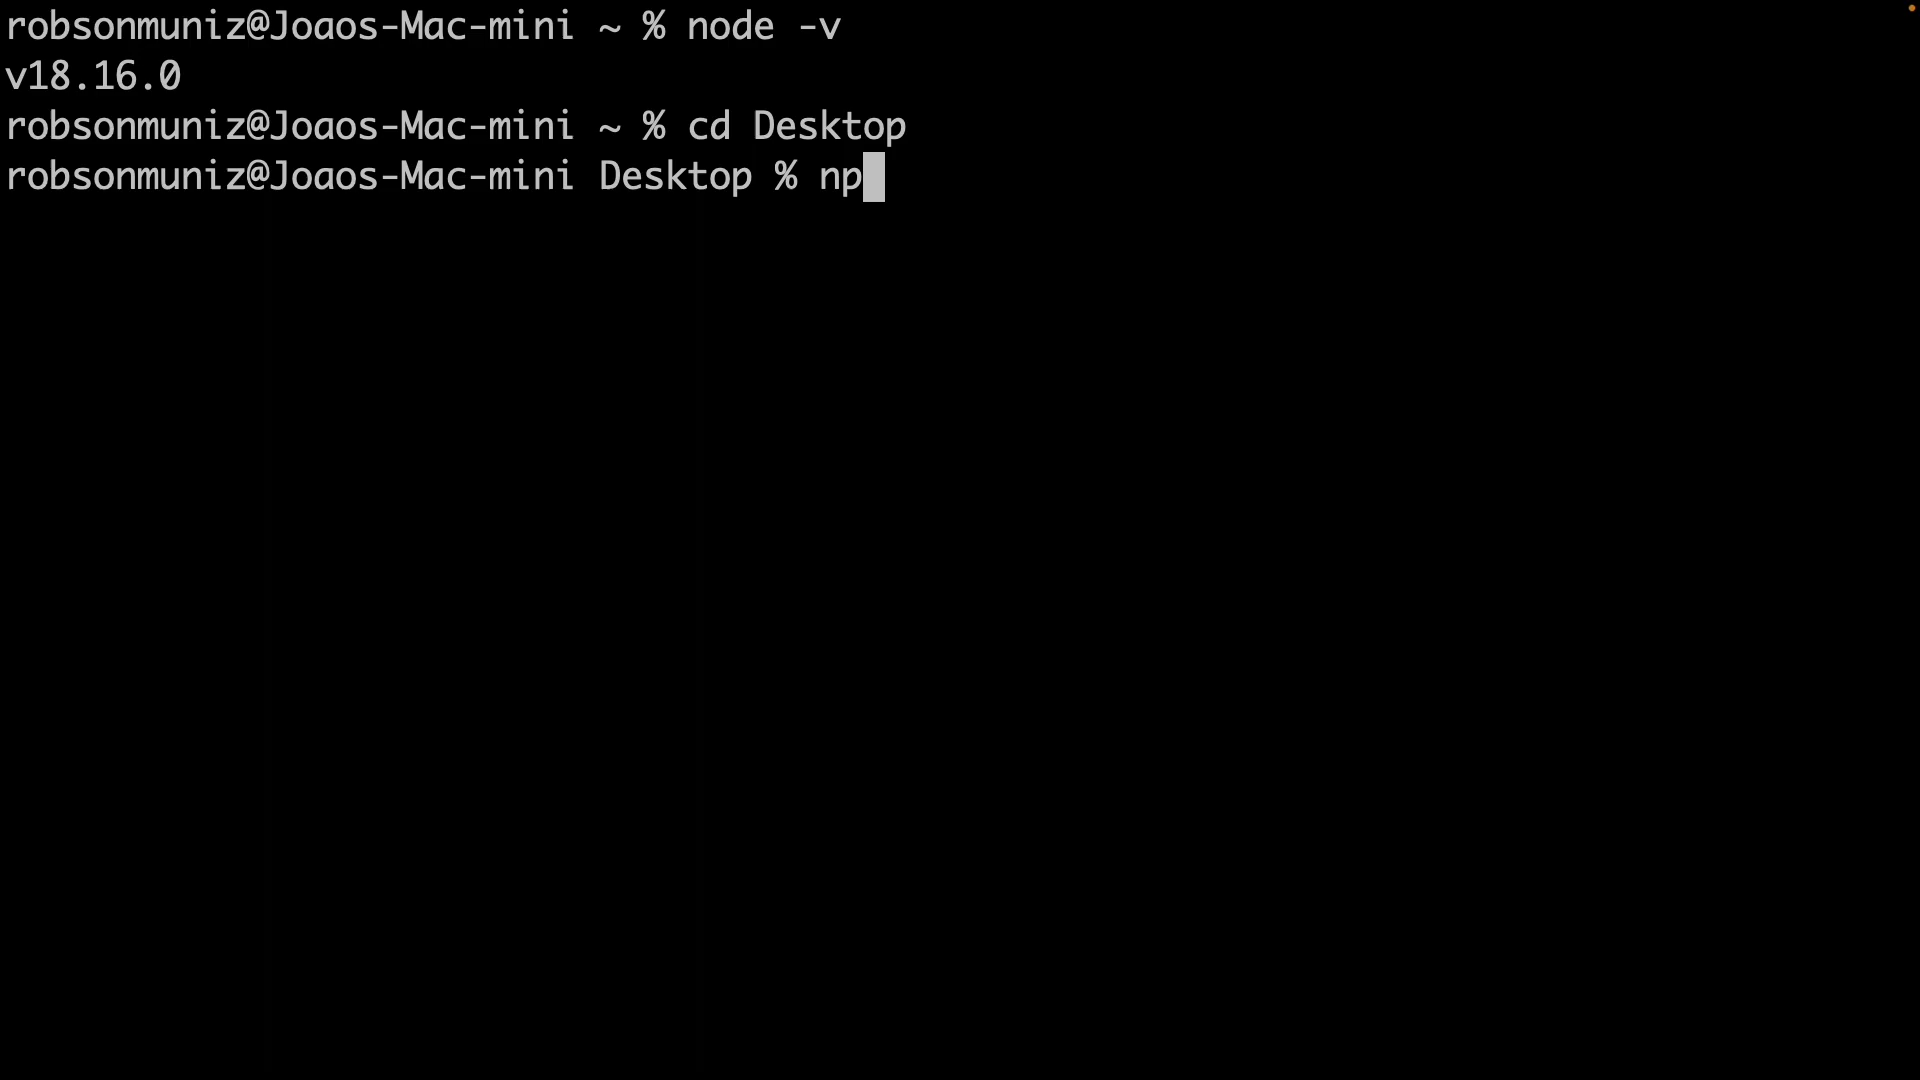 robsonmuniz@Joaos-Mac-mini ~ % node -v
v18.16.0
robsonmuniz@Joaos-Mac-mini ~ % cd Desktop
robsonmuniz@Joaos-Mac-mini Desktop % np